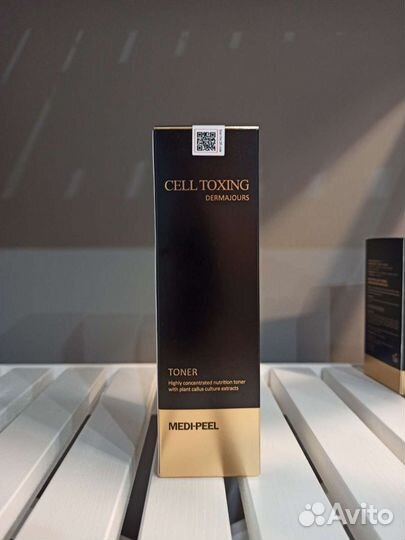 CELL TOXING
DERMAJOURS
TONER
Highly concentrated nutrition toner
with plant callus culture extracts
MEDI-PEEL
Avito